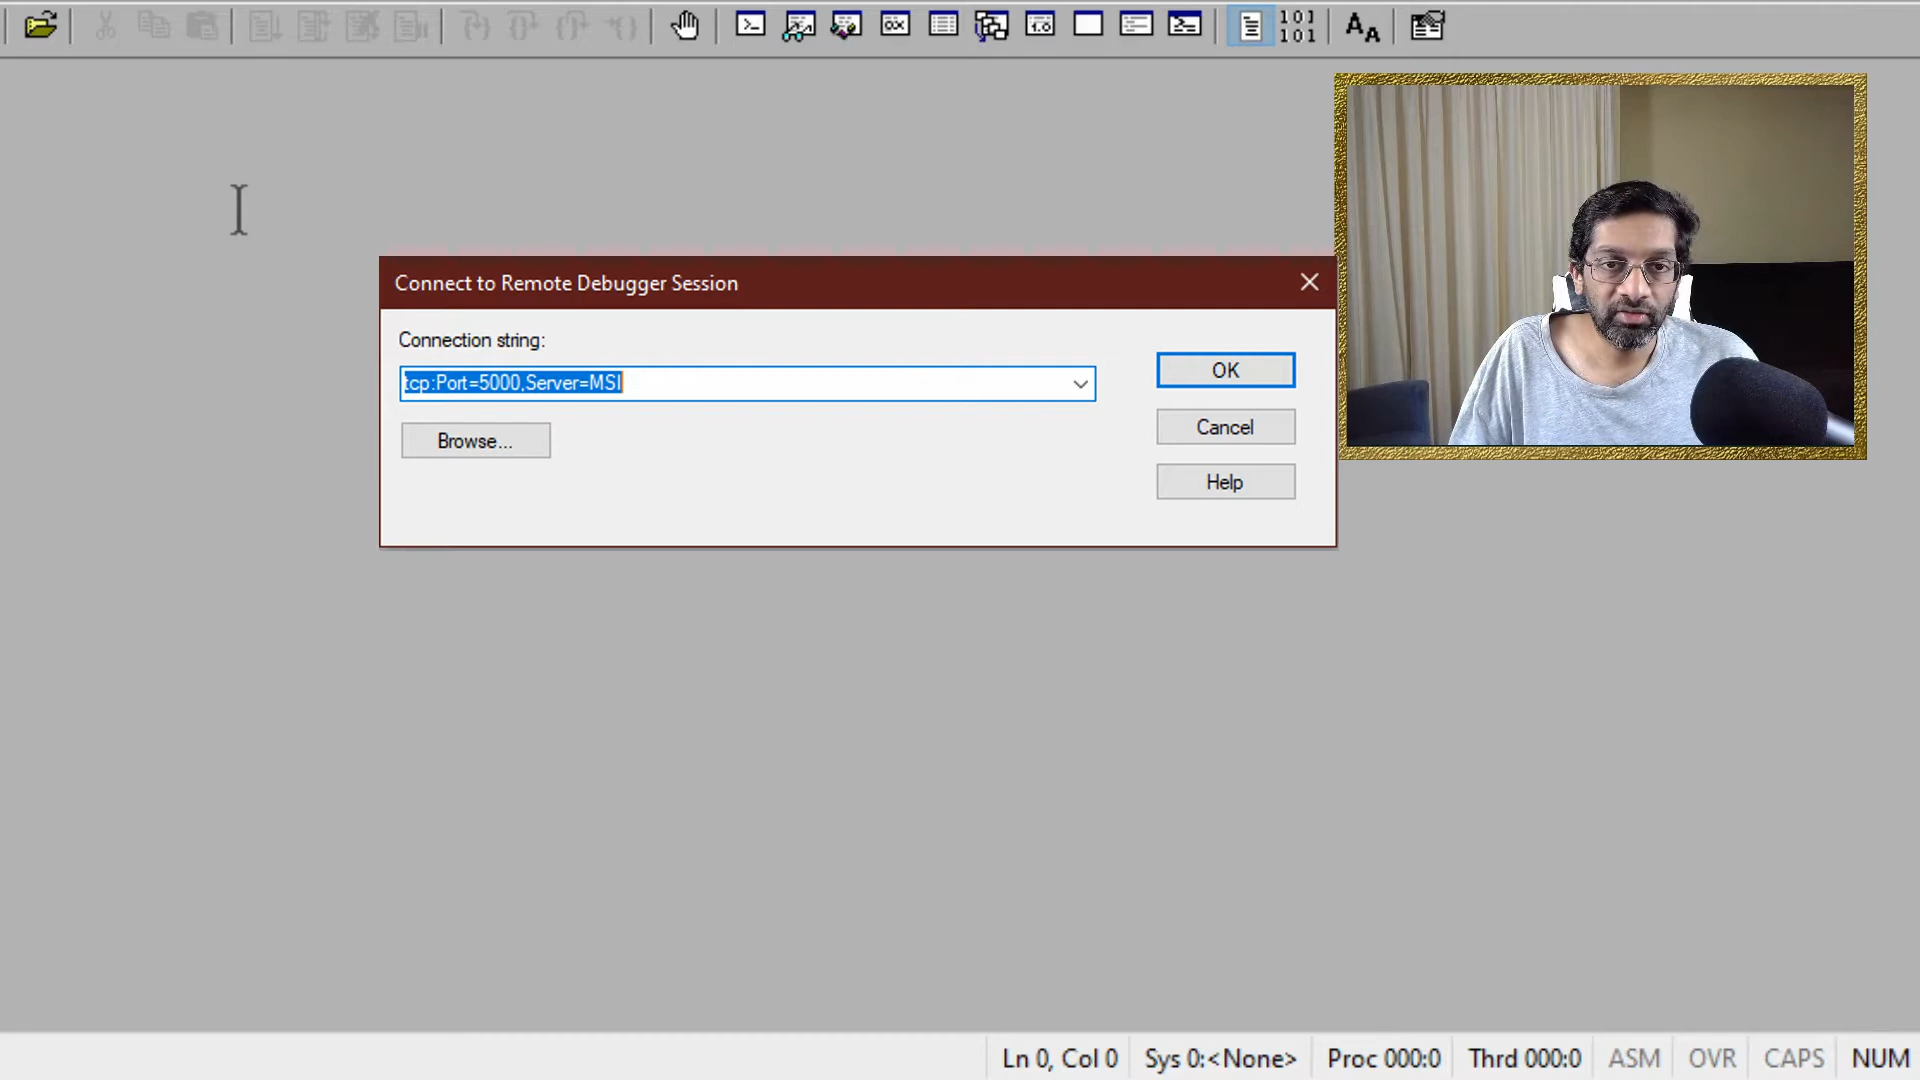 101
101
AA
Connect to Remote Debugger Session
Connection string:
tcp:Port=5000,Server=MSI
OK
Browse...
Cancel
Help
Ln 0, Col 0 Sys 0:<None> Proc 000:0 Thrd 000:0 ASM OVR CAPS NUM